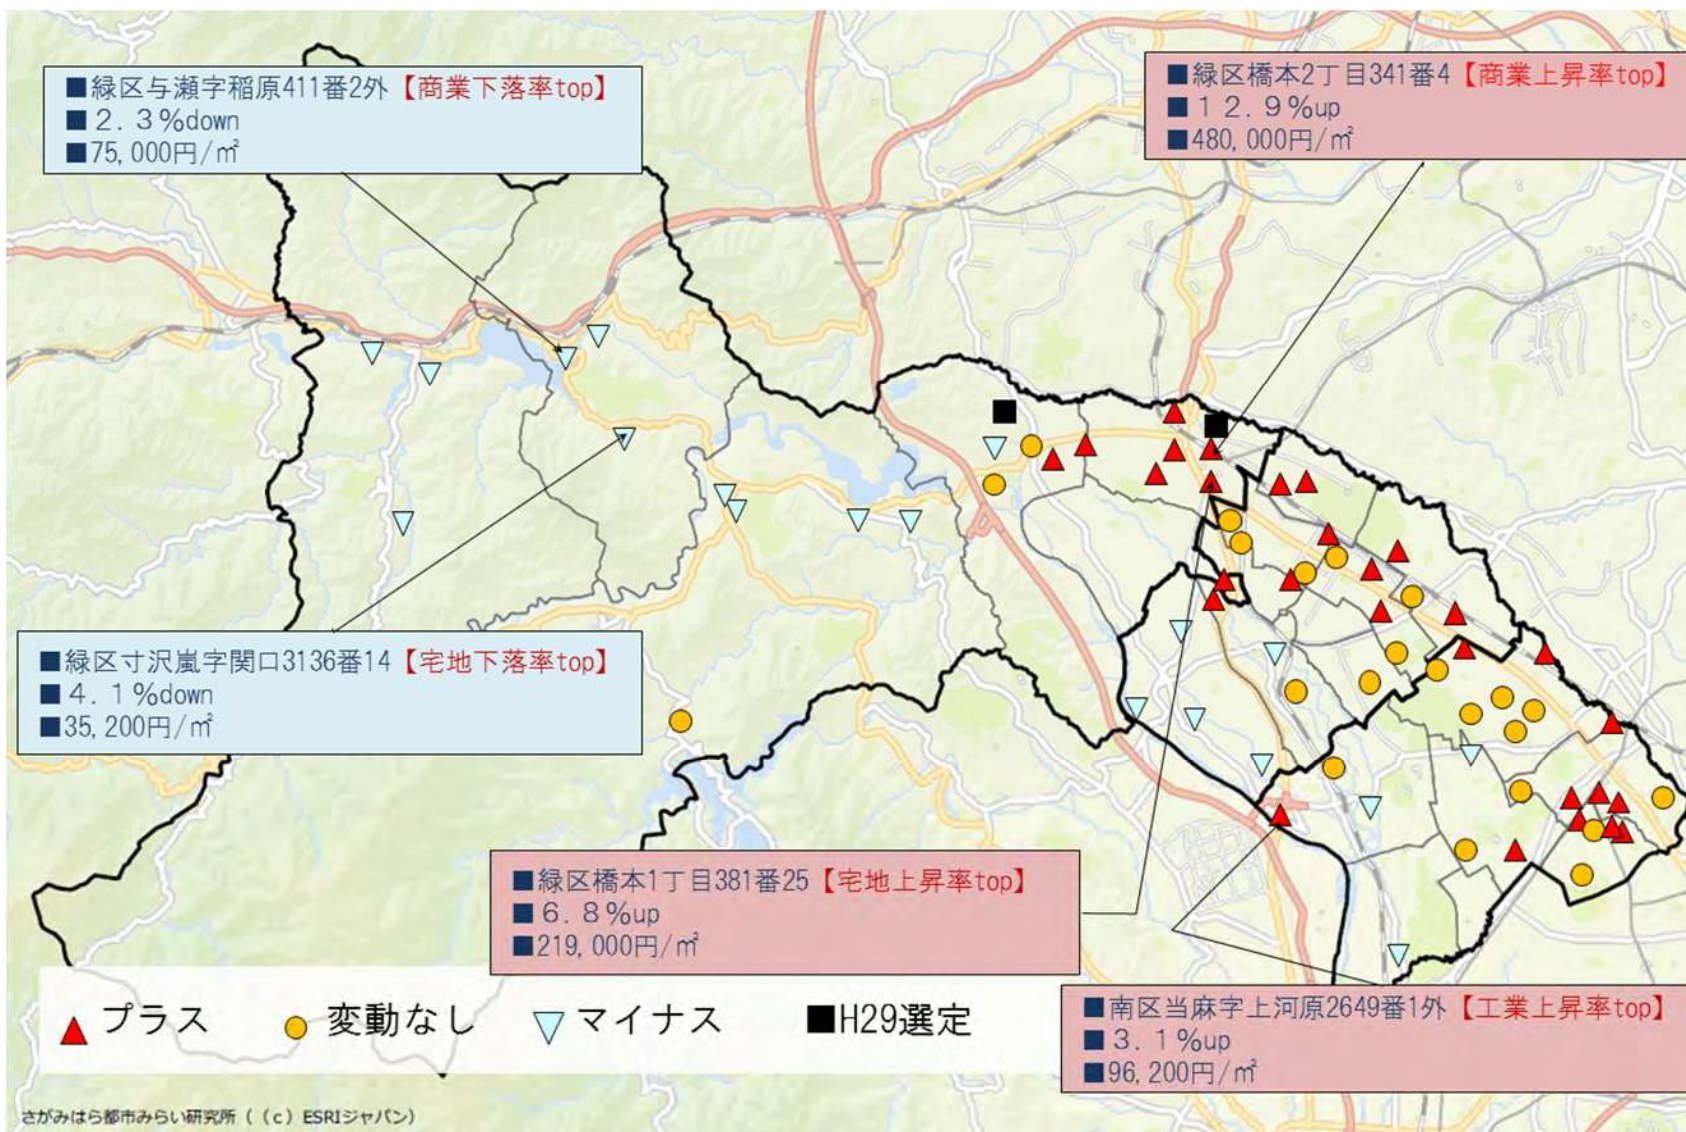 ■緑区与瀬字稲原411番2外【商業下落率top】
■2.3%down
■75,000円/㎡
■緑区橋本2丁目341番4【商業上昇率top】
■12.9%up
■480,000円/㎡
■緑区寸沢嵐字関口3136番14【宅地下落率top】
■4.1%down
■35,200円/㎡
■緑区橋本1丁目381番25【宅地上昇率top】
■6.8%up
■219,000円/㎡
■南区当麻字上河原2649番1外【工業上昇率top】
■3.1%up
■96,200円/㎡
▲プラス ●変動なし ▽マイナス ■H29選定
さがみはら都市みらい研究所((c)ESRIジャパン)